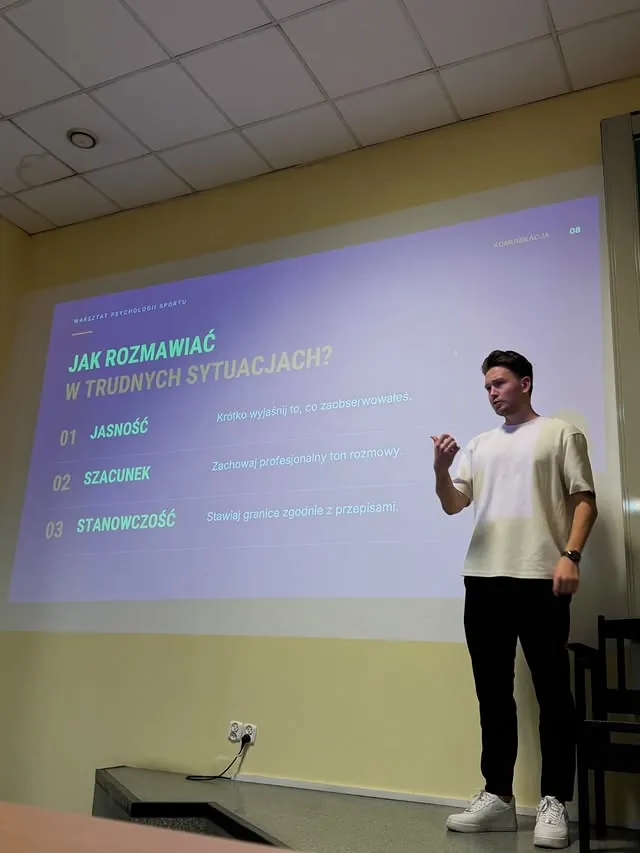 WARSZTAT PSYCHOLOGII SPORTU
KOMUNIKACJA 08
JAK ROZMAWIAĆ
W TRUDNYCH SYTUACJACH?
01 JASNOŚĆ Krótko wyjaśnij to, co zaobserwowałeś.
02 SZACUNEK Zachowaj profesjonalny ton rozmowy.
03 STANOWCZOŚĆ Stawiaj granice zgodnie z przepisami.